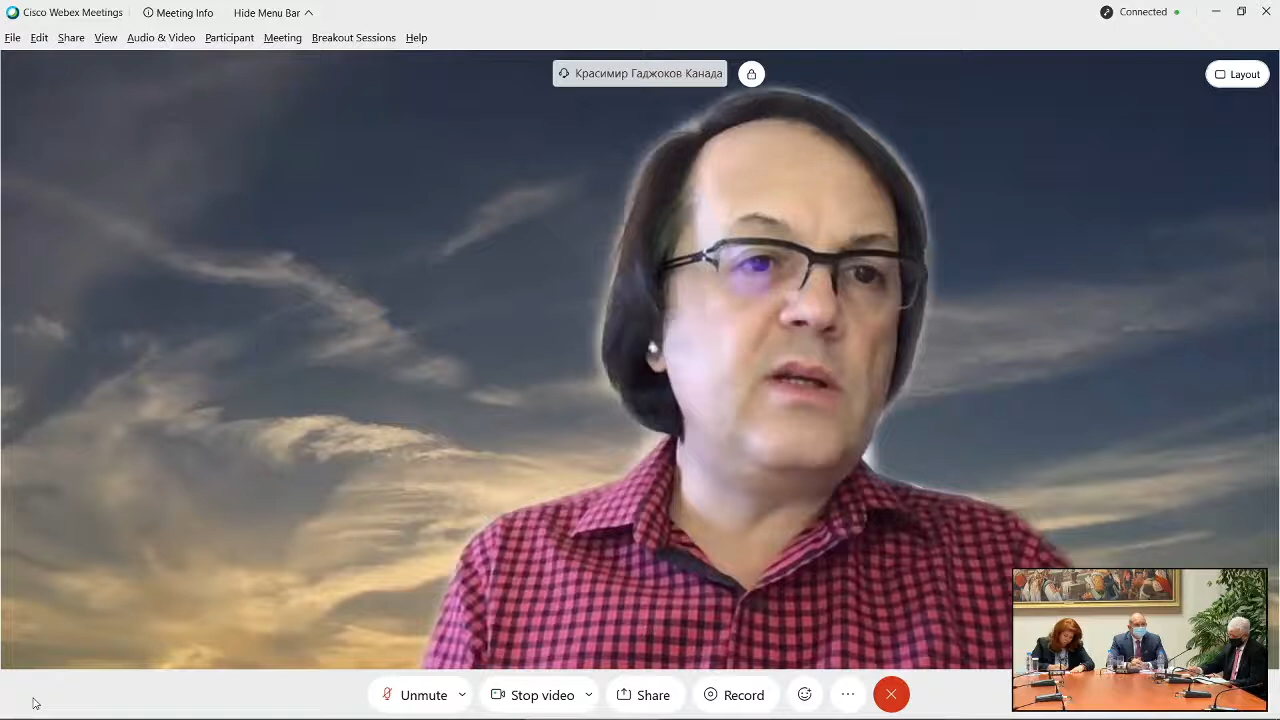 Cisco Webex Meetings
Meeting Info
Hide Menu Bar
Connected
File Edit Share View Audio & Video Participant Meeting Breakout Sessions Help
Красимир Гаджоков Канада
Layout
Unmute
Stop video
Share
Record